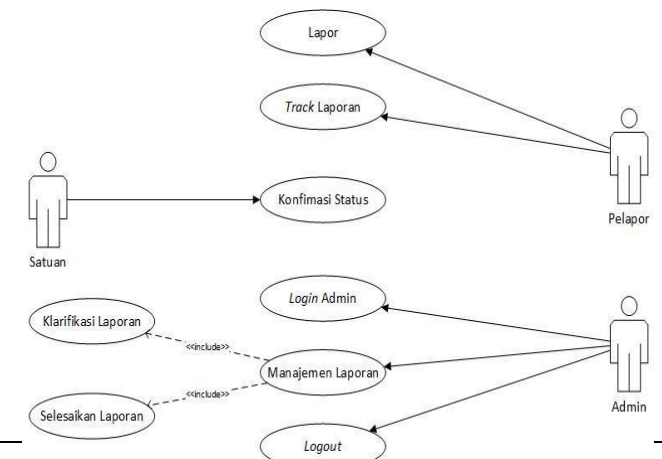 Lapor
Track Laporan
Konfimasi Status
Pelapor
Satuan
Login Admin
Klarifikasi Laporan
<<include>>
Manajemen Laporan
<<include>>
Selesaikan Laporan
Admin
Logout